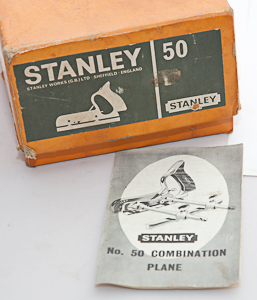 STANLEY 50
STANLEY WORKS (G.B.) LTD · SHEFFIELD · ENGLAND
STANLEY
STANLEY
No. 50 COMBINATION
PLANE